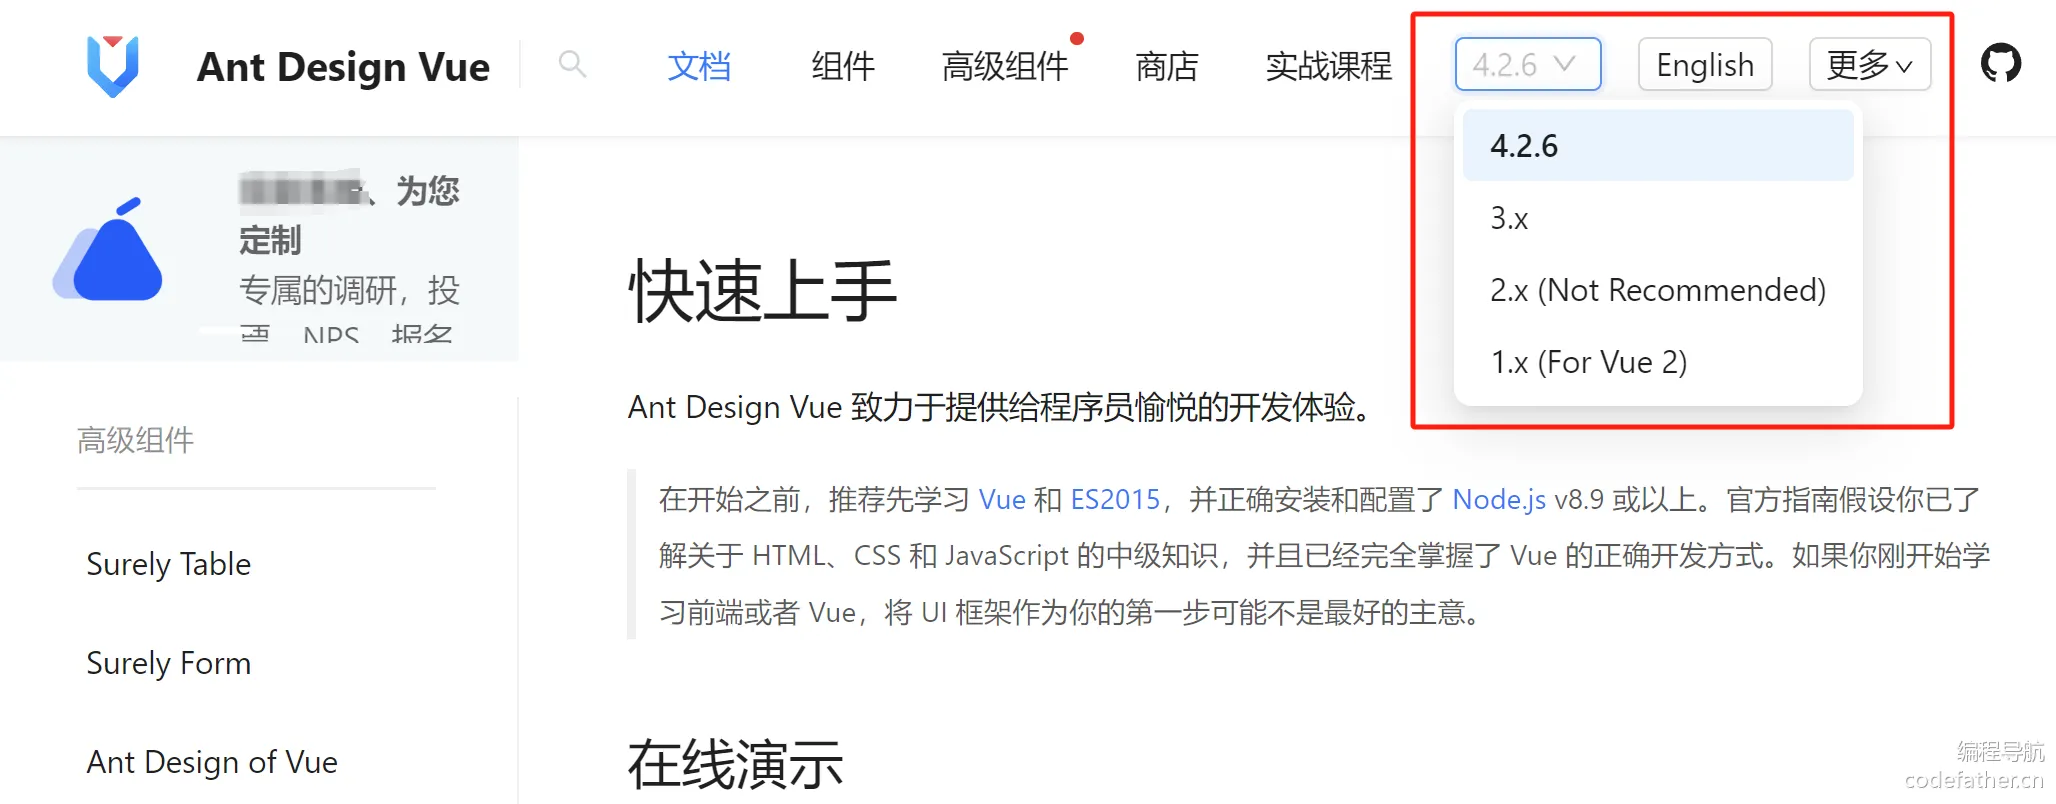 Ant Design Vue
文档
组件
高级组件
商店
实战课程
4.2.6
English
更多
4.2.6
3.x
2.x (Not Recommended)
1.x (For Vue 2)
、为您
定制
专属的调研，投
票、NPS、报名
高级组件
Surely Table
Surely Form
Ant Design of Vue
快速上手
Ant Design Vue 致力于提供给程序员愉悦的开发体验。
在开始之前，推荐先学习 Vue 和 ES2015，并正确安装和配置了 Node.js v8.9 或以上。官方指南假设你已了
解关于 HTML、CSS 和 JavaScript 的中级知识，并且已经完全掌握了 Vue 的正确开发方式。如果你刚开始学
习前端或者 Vue，将 UI 框架作为你的第一步可能不是最好的主意。
在线演示
编程导航
codefather.cn